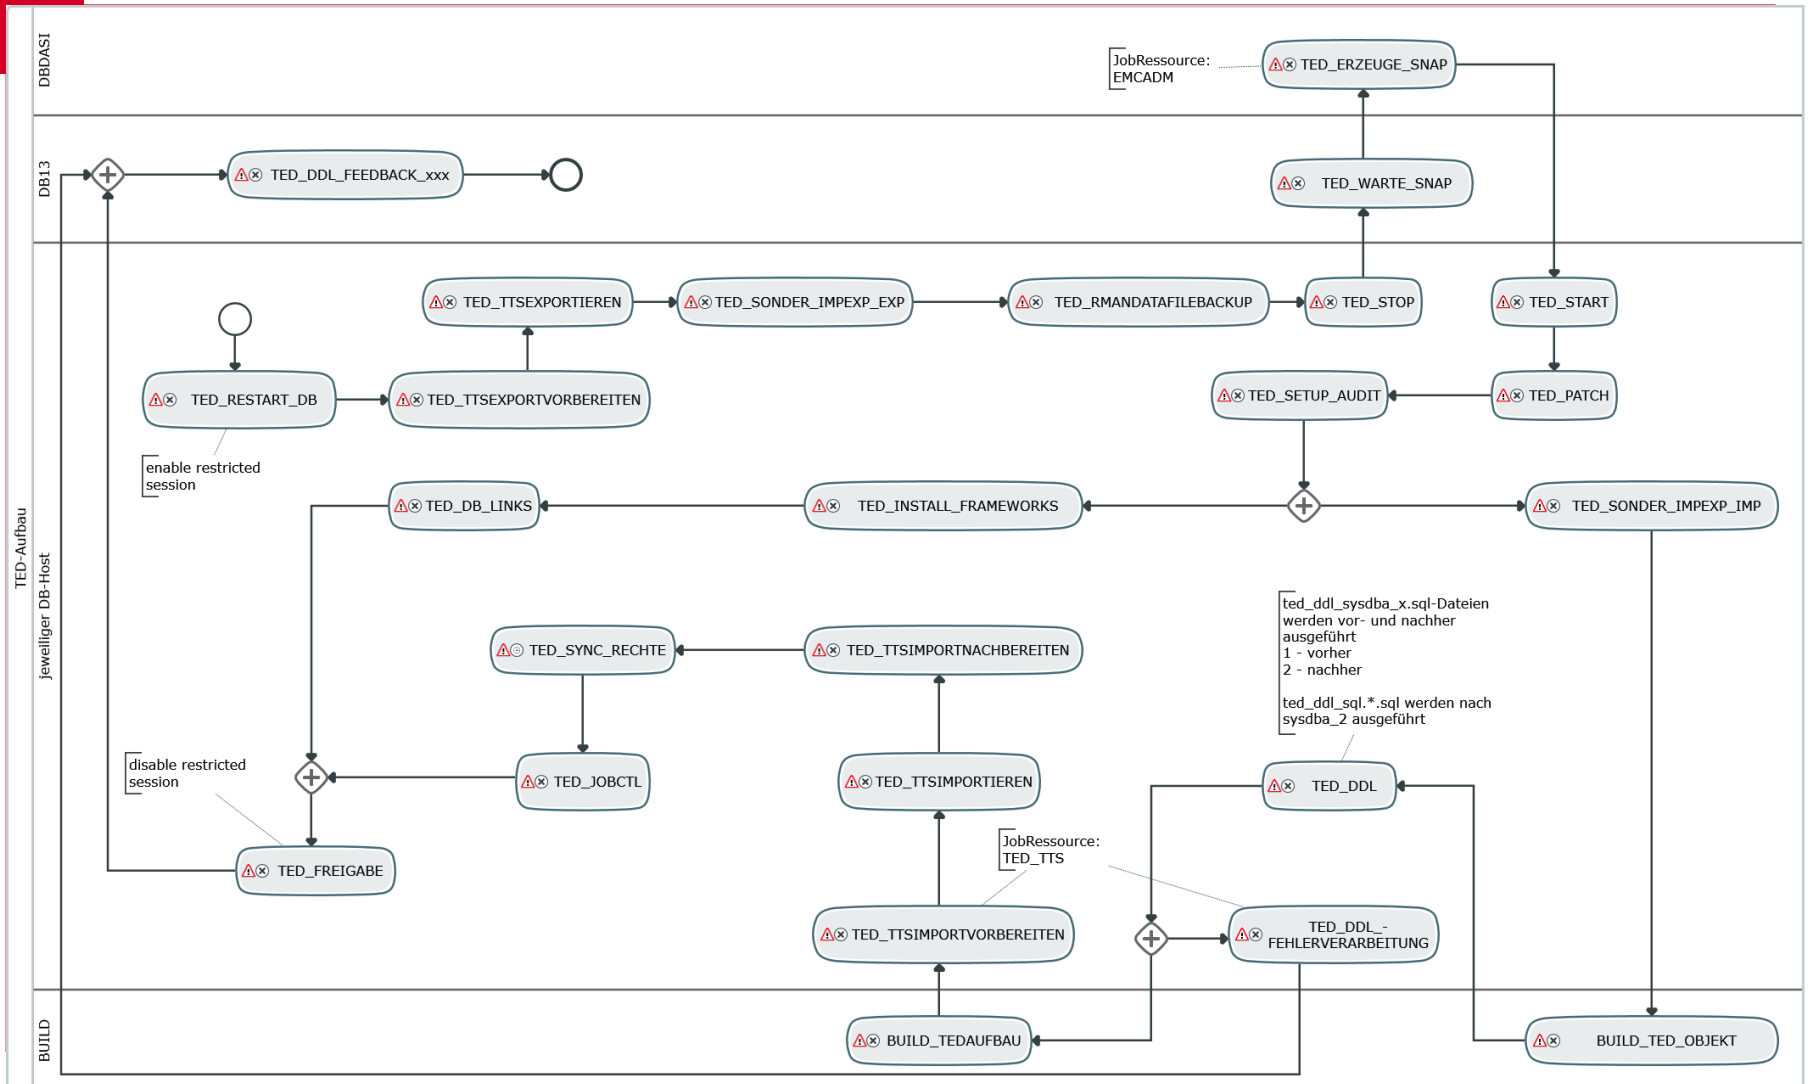 TED-Aufbau
DBDASI
JobRessource:
EMCADM
TED_ERZEUGE_SNAP
DB13
TED_DDL_FEEDBACK_xxx
TED_WARTE_SNAP
jeweiliger DB-Host
TED_TTSEXPORTIEREN
TED_SONDER_IMPEXP_EXP
TED_RMANDATAFILEBACKUP
TED_STOP
TED_START
TED_RESTART_DB
TED_TTSEXPORTVORBEREITEN
TED_SETUP_AUDIT
TED_PATCH
enable restricted
session
TED_DB_LINKS
TED_INSTALL_FRAMEWORKS
TED_SONDER_IMPEXP_IMP
ted_ddl_sysdba_x.sql-Dateien
werden vor- und nachher
ausgeführt
1 - vorher
2 - nachher
ted_ddl_sql.*.sql werden nach
sysdba_2 ausgeführt
TED_SYNC_RECHTE
TED_TTSIMPORTNACHBEREITEN
disable restricted
session
TED_JOBCTL
TED_TTSIMPORTIEREN
TED_DDL
JobRessource:
TED_TTS
TED_FREIGABE
TED_TTSIMPORTVORBEREITEN
TED_DDL_-
FEHLERVERARBEITUNG
BUILD
BUILD_TEDAUFBAU
BUILD_TED_OBJEKT